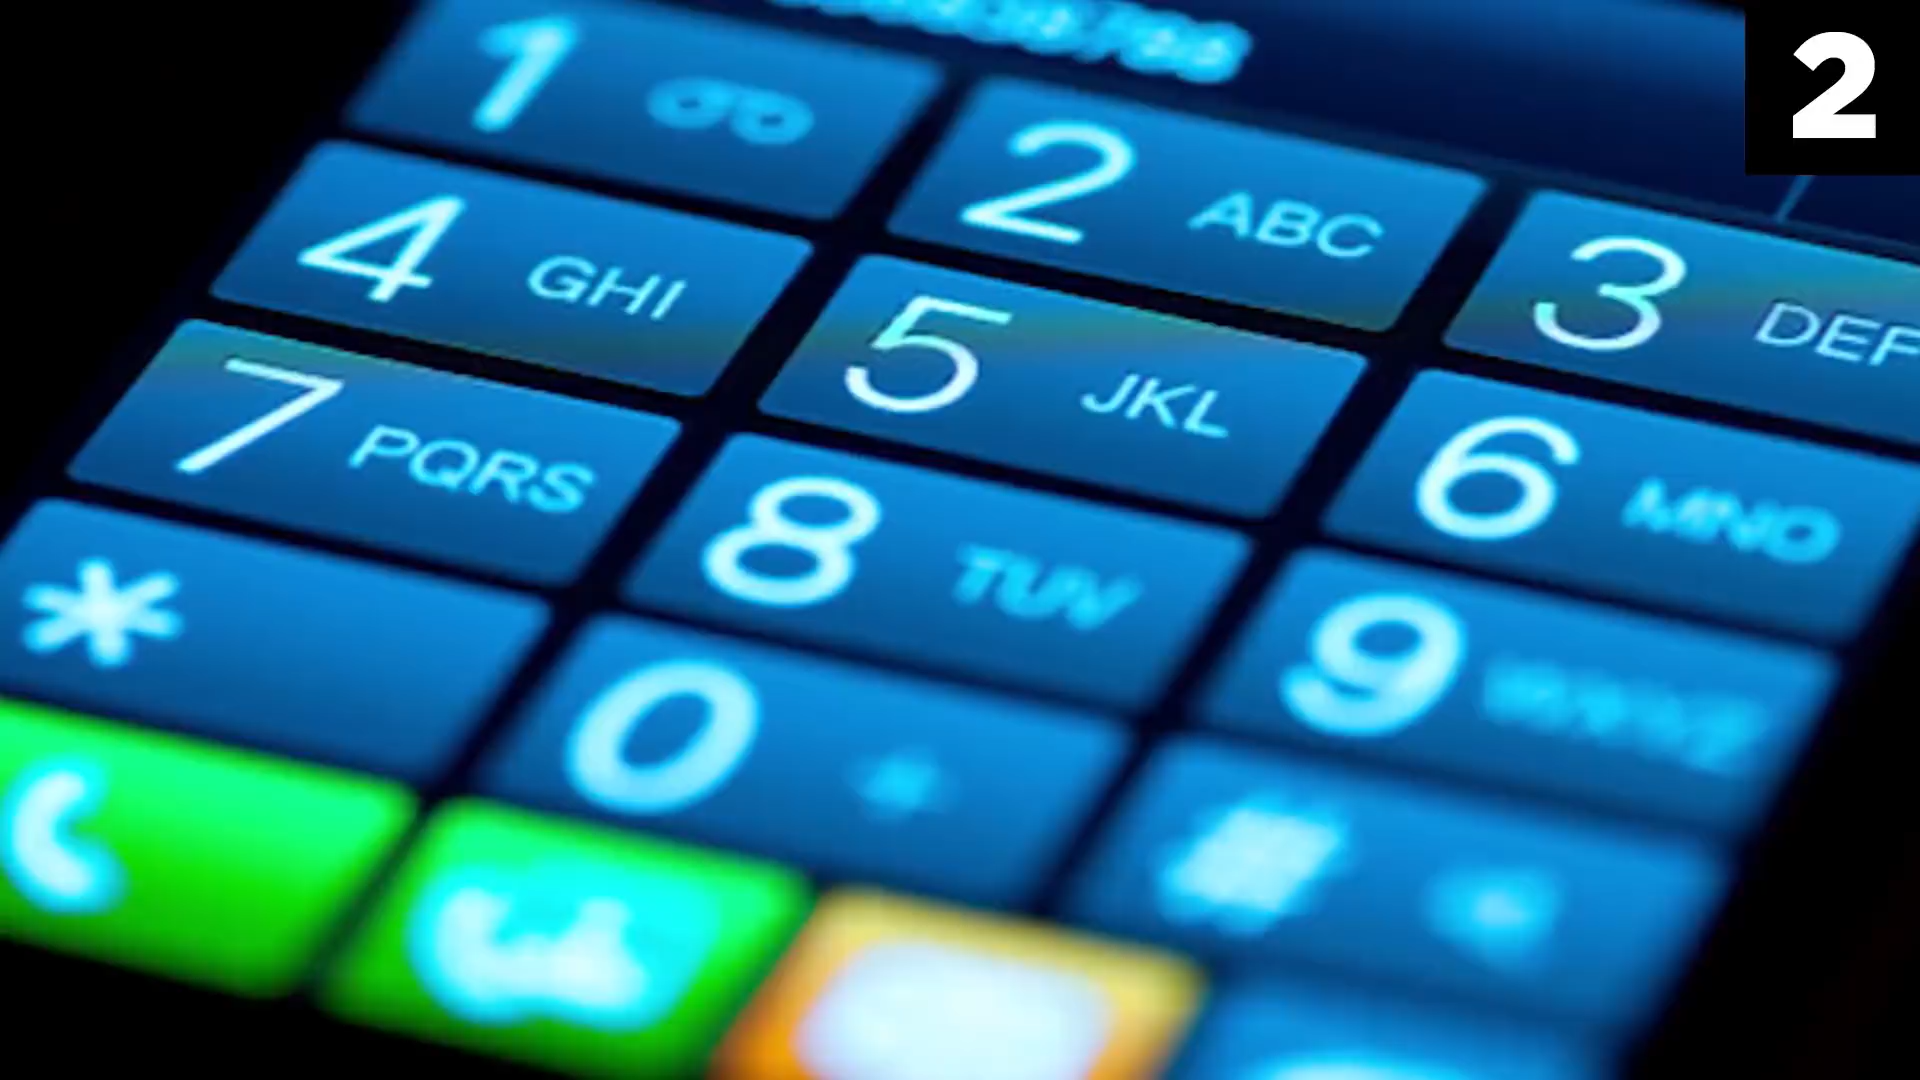 2
1
2 ABC
3 DEF
4 GHI
5 JKL
6 MNO
7 PQRS
8 TUV
9
*
0
#